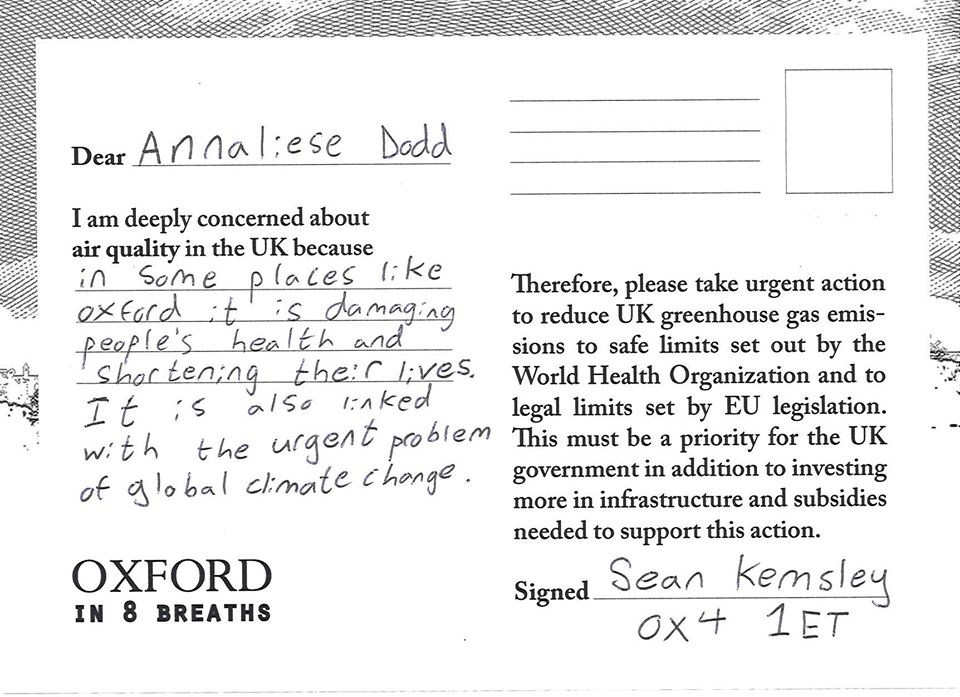 Dear Annaliese Dodd
I am deeply concerned about
air quality in the UK because
in some places like
oxford it is damaging
people's health and
shortening their lives.
It is also linked
with the urgent problem
of global climate change.
OXFORD
IN 8 BREATHS
Therefore, please take urgent action
to reduce UK greenhouse gas emis-
sions to safe limits set out by the
World Health Organization and to
legal limits set by EU legislation.
This must be a priority for the UK
government in addition to investing
more in infrastructure and subsidies
needed to support this action.
Signed Sean Kemsley
OX4 1ET